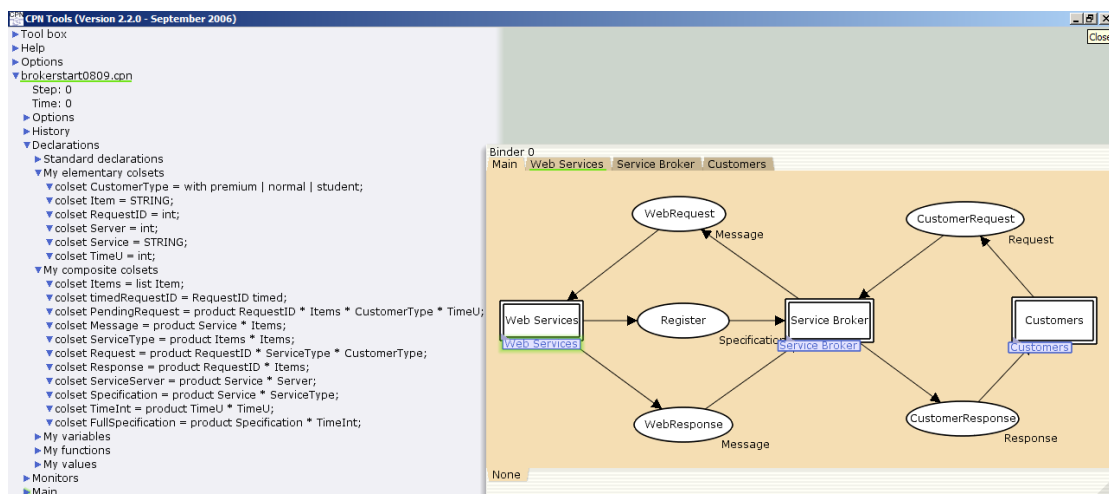 CPN Tools (Version 2.2.0 - September 2006)
Close
Tool box
Help
Options
brokerstart0809.cpn
Step: 0
Time: 0
Options
History
Declarations
Standard declarations
My elementary colsets
colset CustomerType = with premium | normal | student;
colset Item = STRING;
colset RequestID = int;
colset Server = int;
colset Service = STRING;
colset TimeU = int;
My composite colsets
colset Items = list Item;
colset timedRequestID = RequestID timed;
colset PendingRequest = product RequestID * Items * CustomerType * TimeU;
colset Message = product Service * Items;
colset ServiceType = product Items * Items;
colset Request = product RequestID * ServiceType * CustomerType;
colset Response = product RequestID * Items;
colset ServiceServer = product Service * Server;
colset Specification = product Service * ServiceType;
colset TimeInt = product TimeU * TimeU;
colset FullSpecification = product Specification * TimeInt;
My variables
My functions
My values
Monitors
Main
Binder 0
Main Web Services Service Broker Customers
WebRequest
Message
CustomerRequest
Request
Web Services
Web Services
Register
Specification
Service Broker
Service Broker
Customers
Customers
WebResponse
Message
CustomerResponse
Response
None